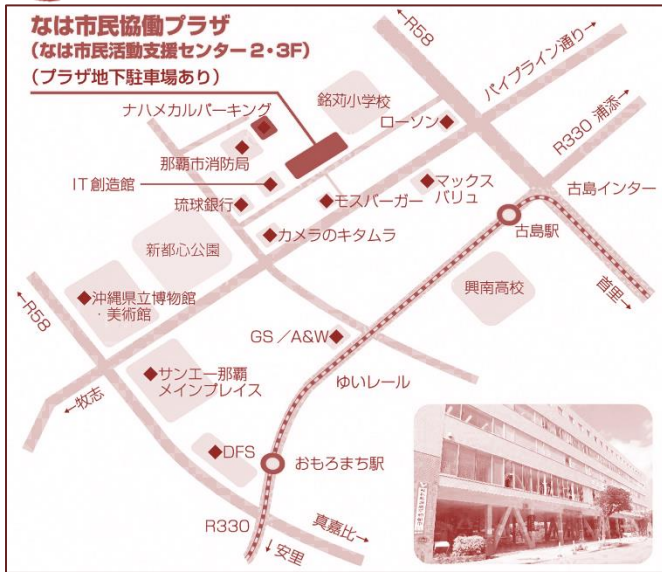 なは市民協働プラザ
(なは市民活動支援センター2・3F)
(プラザ地下駐車場あり)
←R58
パイプライン通り→
ナハメカルパーキング
銘苅小学校
ローソン
R330 浦添→
那覇市消防局
IT創造館
マックス
バリュ
古島インター
琉球銀行
モスバーガー
カメラのキタムラ
古島駅
新都心公園
首里→
興南高校
←R58
沖縄県立博物館
・美術館
GS/A&W
サンエー那覇
メインプレイス
ゆいレール
←牧志
DFS
おもろまち駅
R330
真嘉比→
↓安里